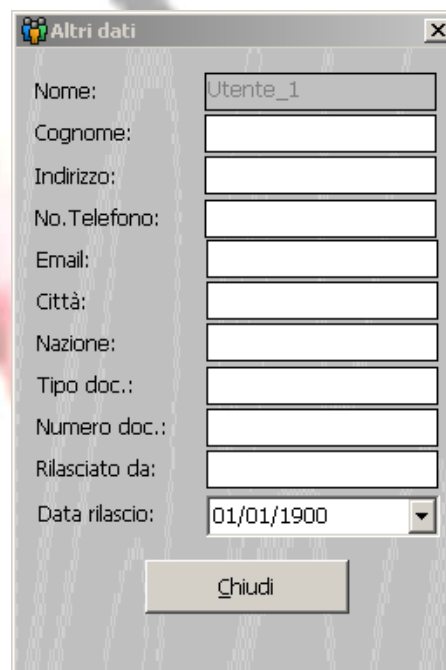 Altri dati
Nome: Utente_1
Cognome:
Indirizzo:
No.Telefono:
Email:
Città:
Nazione:
Tipo doc.:
Numero doc.:
Rilasciato da:
Data rilascio: 01/01/1900
Chiudi